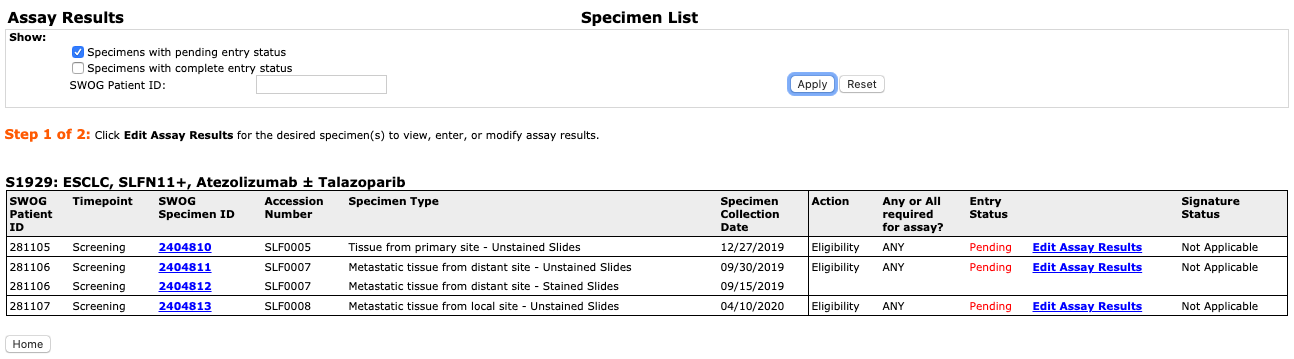 Assay Results Specimen List
Show:
Specimens with pending entry status
Specimens with complete entry status
SWOG Patient ID: Apply Reset
Step 1 of 2: Click Edit Assay Results for the desired specimen(s) to view, enter, or modify assay results.
S1929: ESCLC, SLFN11+, Atezolizumab ± Talazoparib
SWOG Patient ID Timepoint SWOG Specimen ID Accession Number Specimen Type Specimen Collection Date Action Any or All required for assay? Entry Status Signature Status
281105 Screening 2404810 SLF0005 Tissue from primary site - Unstained Slides 12/27/2019 Eligibility ANY Pending Edit Assay Results Not Applicable
281106 Screening 2404811 SLF0007 Metastatic tissue from distant site - Unstained Slides 09/30/2019 Eligibility ANY Pending Edit Assay Results Not Applicable
281106 Screening 2404812 SLF0007 Metastatic tissue from distant site - Stained Slides 09/15/2019
281107 Screening 2404813 SLF0008 Metastatic tissue from local site - Unstained Slides 04/10/2020 Eligibility ANY Pending Edit Assay Results Not Applicable
Home